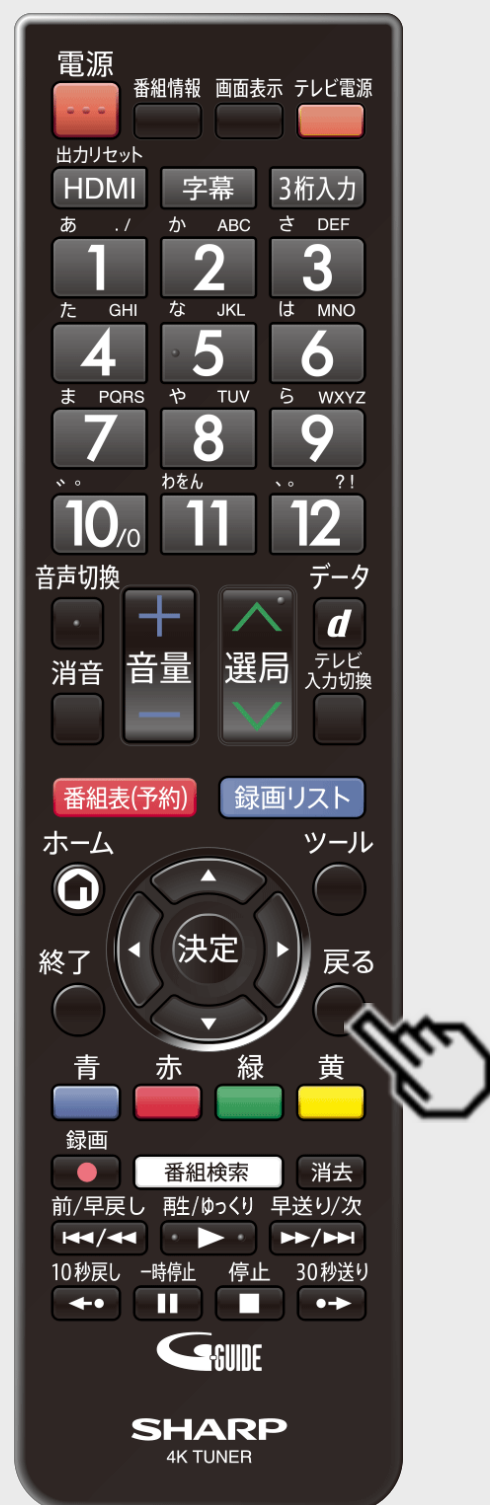 電源
番組情報 画面表示 テレビ電源
出力リセット
HDMI 字幕 3桁入力
あ ./ か ABC さ DEF
1 2 3
た GHI な JKL は MNO
4 5 6
ま PQRS や TUV ら WXYZ
7 8 9
゛゜ わをん 、。 ?!
10/0 11 12
音声切換 データ
+ d
消音 音量 選局 テレビ
入力切換
番組表(予約) 録画リスト
ホーム ツール
決定
終了 戻る
青 赤 緑 黄
録画
番組検索 消去
前/早戻し 再生/ゆっくり 早送り/次
10秒戻し 一時停止 停止 30秒送り
G-GUIDE
SHARP
4K TUNER